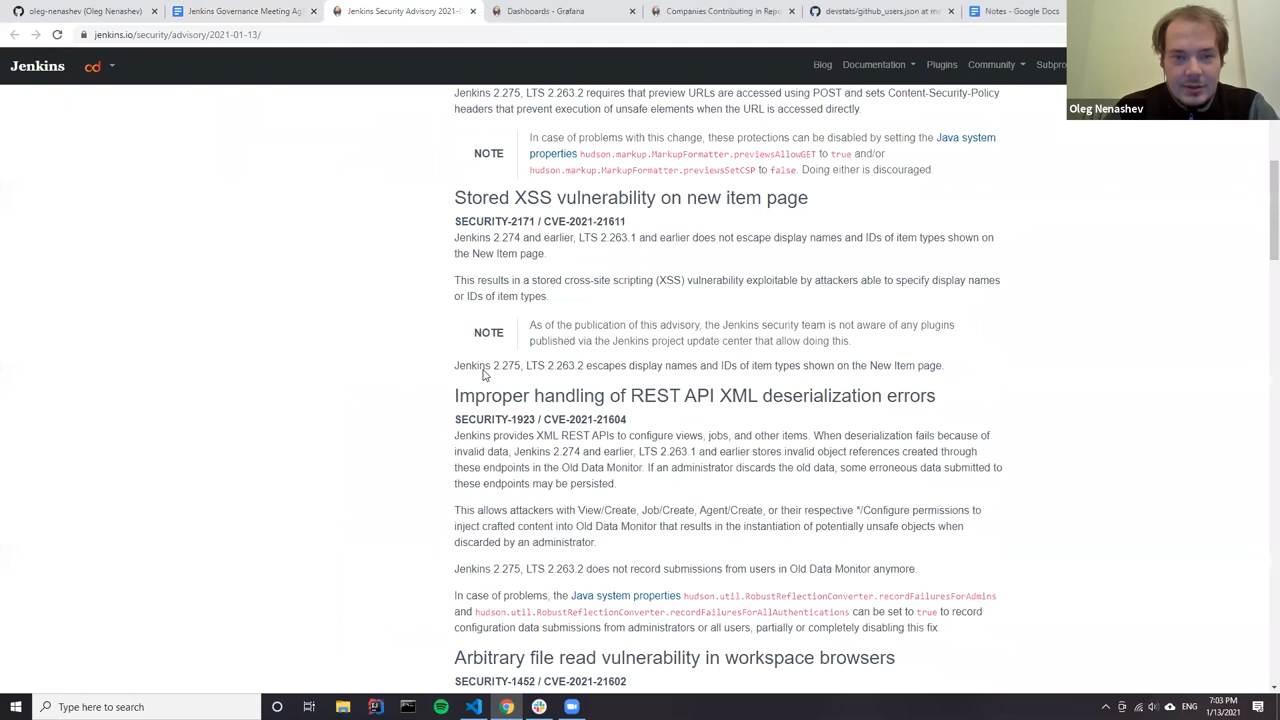 oleg-nenashev (Oleg Nenashev)
Jenkins Governance Meeting Ag
Jenkins Security Advisory 2021-0
Dashboards - Grafana
Companies Contributing in Repo
devstats/github_users.json at m
Notes - Google Docs
jenkins.io/security/advisory/2021-01-13/
Jenkins
cd
Blog
Documentation
Plugins
Community
Subpro
Oleg Nenashev
Jenkins 2.275, LTS 2.263.2 requires that preview URLs are accessed using POST and sets Content-Security-Policy
headers that prevent execution of unsafe elements when the URL is accessed directly.
NOTE
In case of problems with this change, these protections can be disabled by setting the Java system
properties hudson.markup.MarkupFormatter.previewsAllowGET to true and/or
hudson.markup.MarkupFormatter.previewsSetCSP to false. Doing either is discouraged.
Stored XSS vulnerability on new item page
SECURITY-2171 / CVE-2021-21611
Jenkins 2.274 and earlier, LTS 2.263.1 and earlier does not escape display names and IDs of item types shown on
the New Item page.
This results in a stored cross-site scripting (XSS) vulnerability exploitable by attackers able to specify display names
or IDs of item types.
NOTE
As of the publication of this advisory, the Jenkins security team is not aware of any plugins
published via the Jenkins project update center that allow doing this.
Jenkins 2.275, LTS 2.263.2 escapes display names and IDs of item types shown on the New Item page.
Improper handling of REST API XML deserialization errors
SECURITY-1923 / CVE-2021-21604
Jenkins provides XML REST APIs to configure views, jobs, and other items. When deserialization fails because of
invalid data, Jenkins 2.274 and earlier, LTS 2.263.1 and earlier stores invalid object references created through
these endpoints in the Old Data Monitor. If an administrator discards the old data, some erroneous data submitted to
these endpoints may be persisted.
This allows attackers with View/Create, Job/Create, Agent/Create, or their respective */Configure permissions to
inject crafted content into Old Data Monitor that results in the instantiation of potentially unsafe objects when
discarded by an administrator.
Jenkins 2.275, LTS 2.263.2 does not record submissions from users in Old Data Monitor anymore.
In case of problems, the Java system properties hudson.util.RobustReflectionConverter.recordFailuresForAdmins
and hudson.util.RobustReflectionConverter.recordFailuresForAllAuthentications can be set to true to record
configuration data submissions from administrators or all users, partially or completely disabling this fix.
Arbitrary file read vulnerability in workspace browsers
SECURITY-1452 / CVE-2021-21602
Type here to search
7:03 PM
1/13/2021